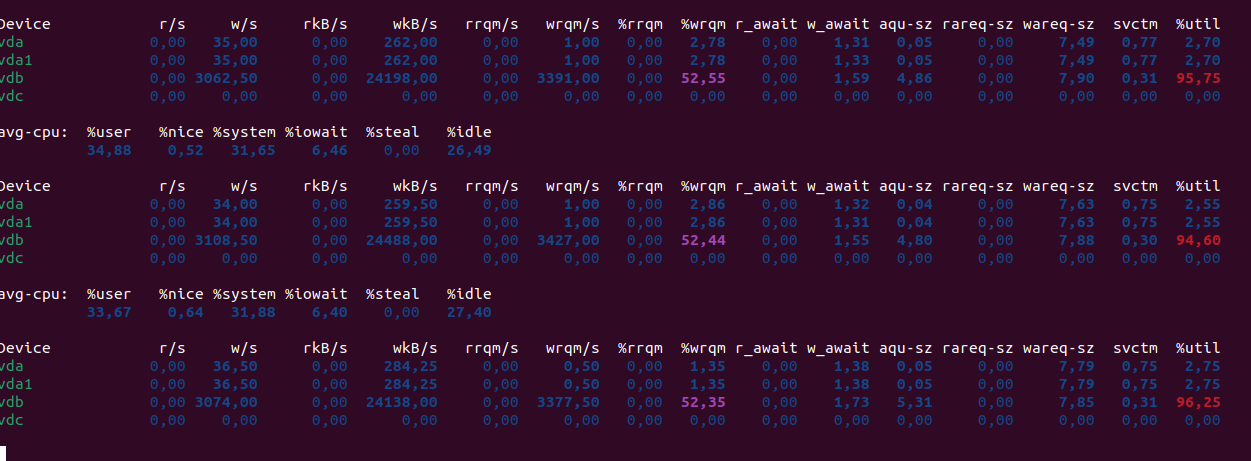 Device r/s w/s rkB/s wkB/s rrqm/s wrqm/s %rrqm %wrqm r_await w_await aqu-sz rareq-sz wareq-sz svctm %util
vda 0,00 35,00 0,00 262,00 0,00 1,00 0,00 2,78 0,00 1,31 0,05 0,00 7,49 0,77 2,70
vda1 0,00 35,00 0,00 262,00 0,00 1,00 0,00 2,78 0,00 1,33 0,05 0,00 7,49 0,77 2,70
vdb 0,00 3062,50 0,00 24198,00 0,00 3391,00 0,00 52,55 0,00 1,59 4,86 0,00 7,90 0,31 95,75
vdc 0,00 0,00 0,00 0,00 0,00 0,00 0,00 0,00 0,00 0,00 0,00 0,00 0,00 0,00 0,00
avg-cpu: %user %nice %system %iowait %steal %idle
34,88 0,52 31,65 6,46 0,00 26,49
Device r/s w/s rkB/s wkB/s rrqm/s wrqm/s %rrqm %wrqm r_await w_await aqu-sz rareq-sz wareq-sz svctm %util
vda 0,00 34,00 0,00 259,50 0,00 1,00 0,00 2,86 0,00 1,32 0,04 0,00 7,63 0,75 2,55
vda1 0,00 34,00 0,00 259,50 0,00 1,00 0,00 2,86 0,00 1,31 0,04 0,00 7,63 0,75 2,55
vdb 0,00 3108,50 0,00 24488,00 0,00 3427,00 0,00 52,44 0,00 1,55 4,80 0,00 7,88 0,30 94,60
vdc 0,00 0,00 0,00 0,00 0,00 0,00 0,00 0,00 0,00 0,00 0,00 0,00 0,00 0,00 0,00
avg-cpu: %user %nice %system %iowait %steal %idle
33,67 0,64 31,88 6,40 0,00 27,40
Device r/s w/s rkB/s wkB/s rrqm/s wrqm/s %rrqm %wrqm r_await w_await aqu-sz rareq-sz wareq-sz svctm %util
vda 0,00 36,50 0,00 284,25 0,00 0,50 0,00 1,35 0,00 1,38 0,05 0,00 7,79 0,75 2,75
vda1 0,00 36,50 0,00 284,25 0,00 0,50 0,00 1,35 0,00 1,38 0,05 0,00 7,79 0,75 2,75
vdb 0,00 3074,00 0,00 24138,00 0,00 3377,50 0,00 52,35 0,00 1,73 5,31 0,00 7,85 0,31 96,25
vdc 0,00 0,00 0,00 0,00 0,00 0,00 0,00 0,00 0,00 0,00 0,00 0,00 0,00 0,00 0,00